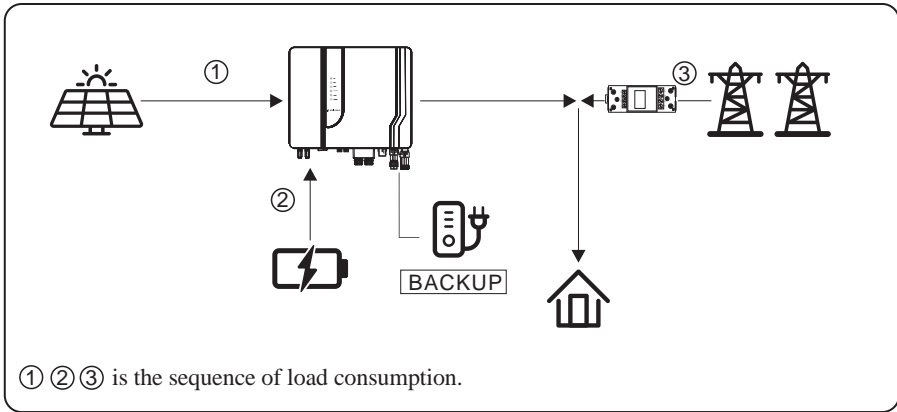 ①
③
②
BACKUP
① ② ③ is the sequence of load consumption.